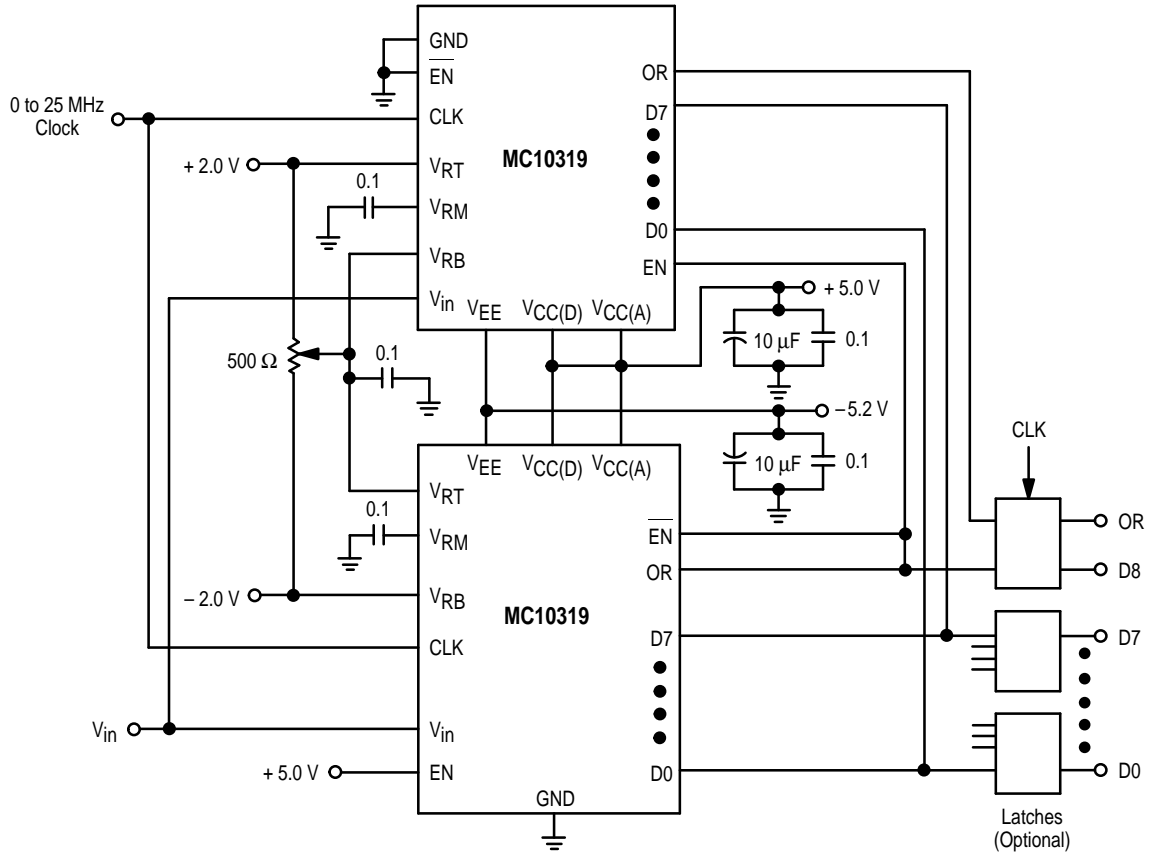 GND
EN
0 to 25 MHz
Clock
CLK
OR
D7
+ 2.0 V
VRT
MC10319
0.1
VRM
D0
VRB
EN
Vin
VEE
VCC(D)
VCC(A)
+ 5.0 V
10 μF
0.1
500 Ω
0.1
– 5.2 V
10 μF
0.1
CLK
VEE
VCC(D)
VCC(A)
VRT
0.1
VRM
EN
OR
OR
D8
– 2.0 V
VRB
MC10319
CLK
D7
D7
Vin
Vin
+ 5.0 V
EN
D0
D0
GND
Latches
(Optional)